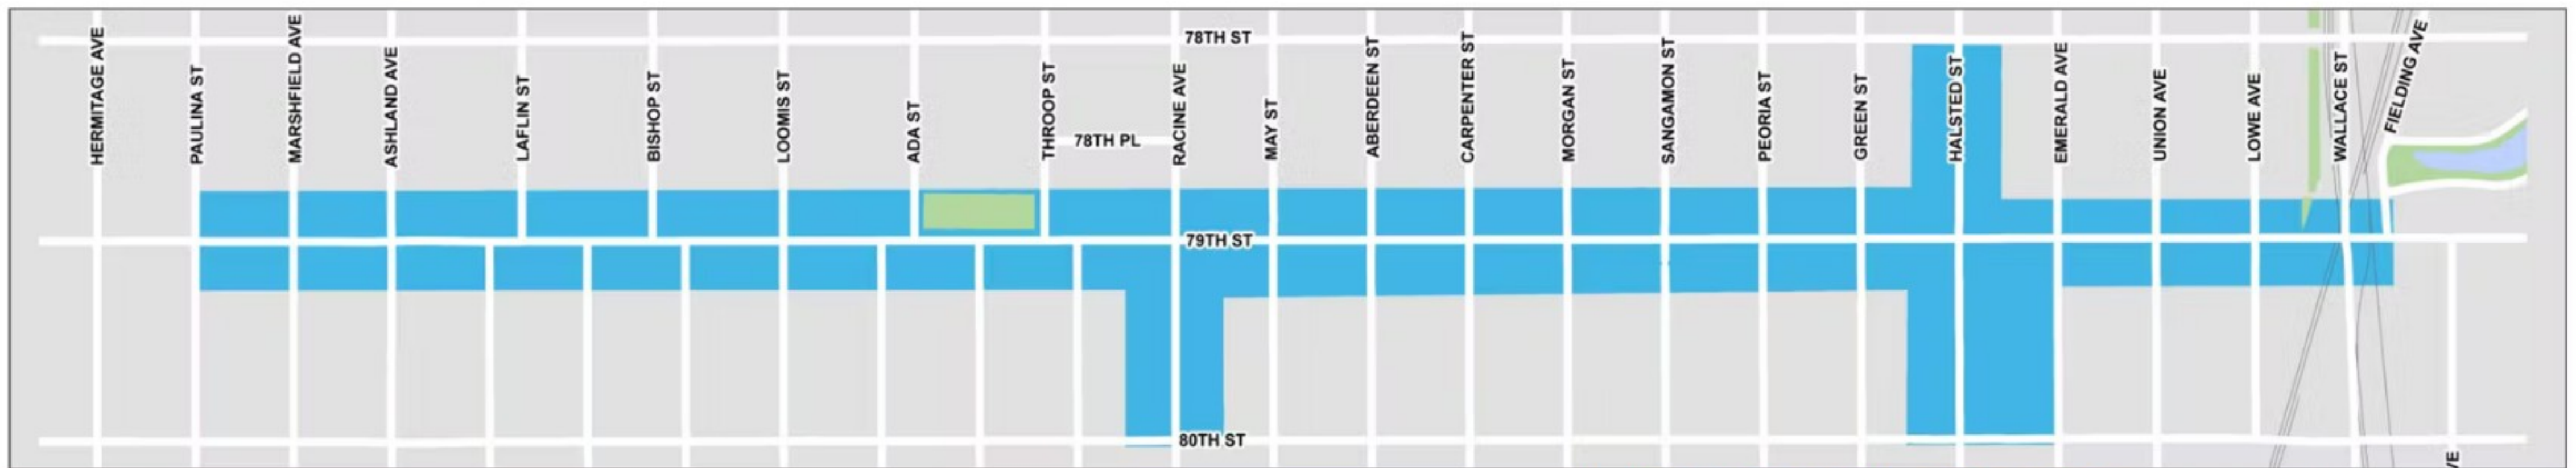 78TH ST
HERMITAGE AVE
PAULINA ST
MARSHFIELD AVE
ASHLAND AVE
LAFLIN ST
BISHOP ST
LOOMIS ST
ADA ST
THROOP ST
78TH PL
RACINE AVE
MAY ST
ABERDEEN ST
CARPENTER ST
MORGAN ST
SANGAMON ST
PEORIA ST
GREEN ST
HALSTED ST
EMERALD AVE
UNION AVE
LOWE AVE
WALLACE ST
FIELDING AVE
79TH ST
80TH ST
VE